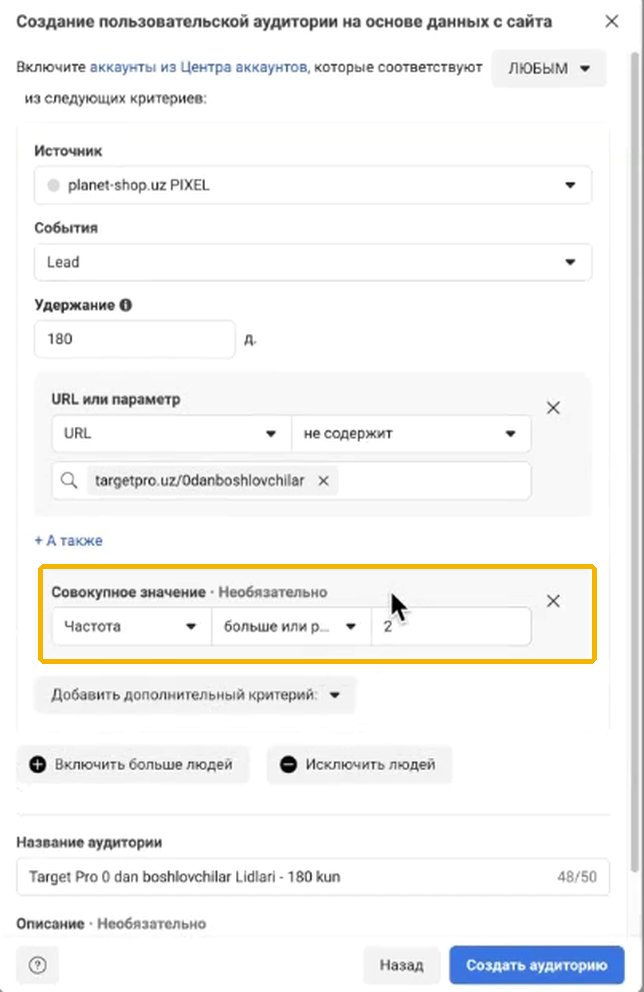 Создание пользовательской аудитории на основе данных с сайта
Включите аккаунты из Центра аккаунтов, которые соответствуют ЛЮБЫМ
из следующих критериев:
Источник
planet-shop.uz PIXEL
События
Lead
Удержание
180 д.
URL или параметр
URL не содержит
targetpro.uz/0danboshlovchilar
+ А также
Совокупное значение · Необязательно
Частота больше или р... 2
Добавить дополнительный критерий:
Включить больше людей Исключить людей
Название аудитории
Target Pro 0 dan boshlovchilar Lidlari - 180 kun 48/50
Описание · Необязательно
Назад Создать аудиторию